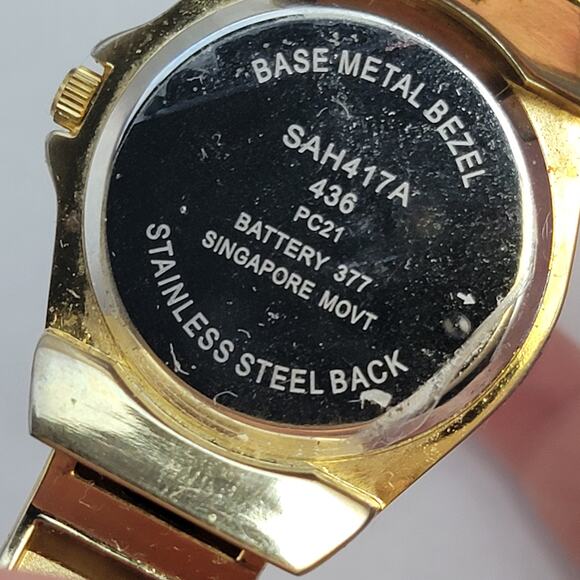 BASE METAL BEZEL
SAH417A
436
PC21
BATTERY 377
SINGAPORE MOVT
STAINLESS STEEL BACK